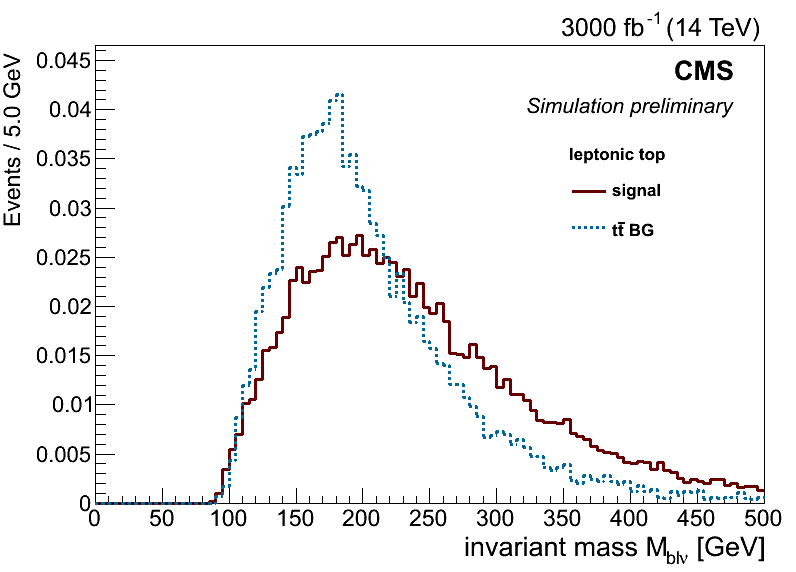 3000 fb⁻¹ (14 TeV)
CMS
Simulation preliminary
leptonic top
signal
tt̄ BG
Events / 5.0 GeV
0.045
0.04
0.035
0.03
0.025
0.02
0.015
0.01
0.005
0
0 50 100 150 200 250 300 350 400 450 500
invariant mass M_blν [GeV]